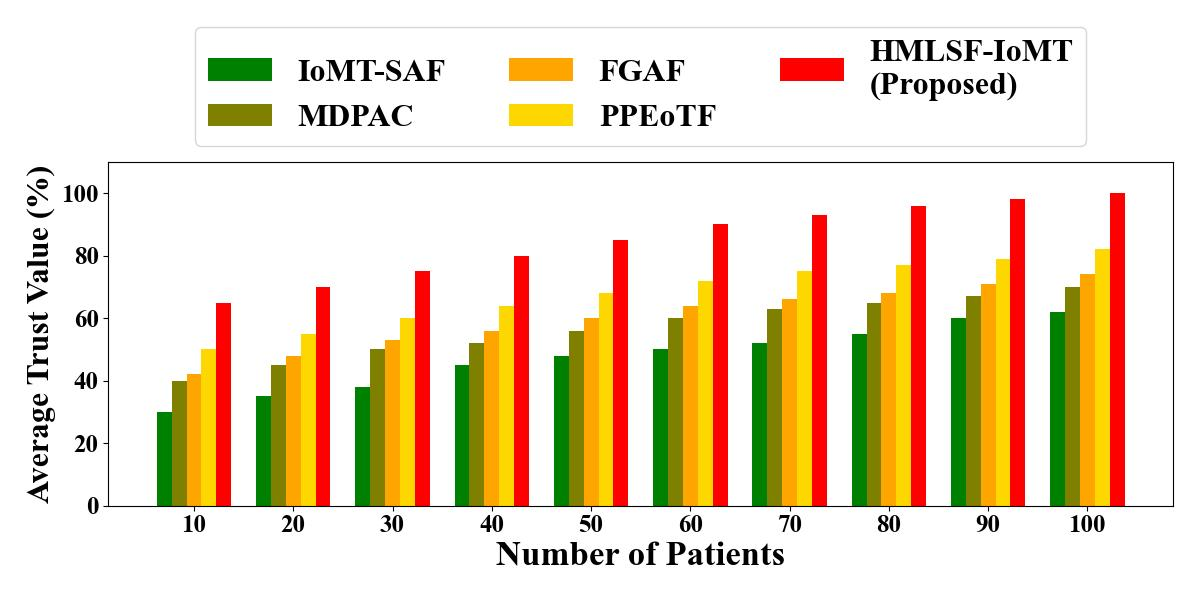 IoMT-SAF
MDPAC
FGAF
PPEoTF
HMLSF-IoMT
(Proposed)
Average Trust Value (%)
100
80
60
40
20
0
10 20 30 40 50 60 70 80 90 100
Number of Patients